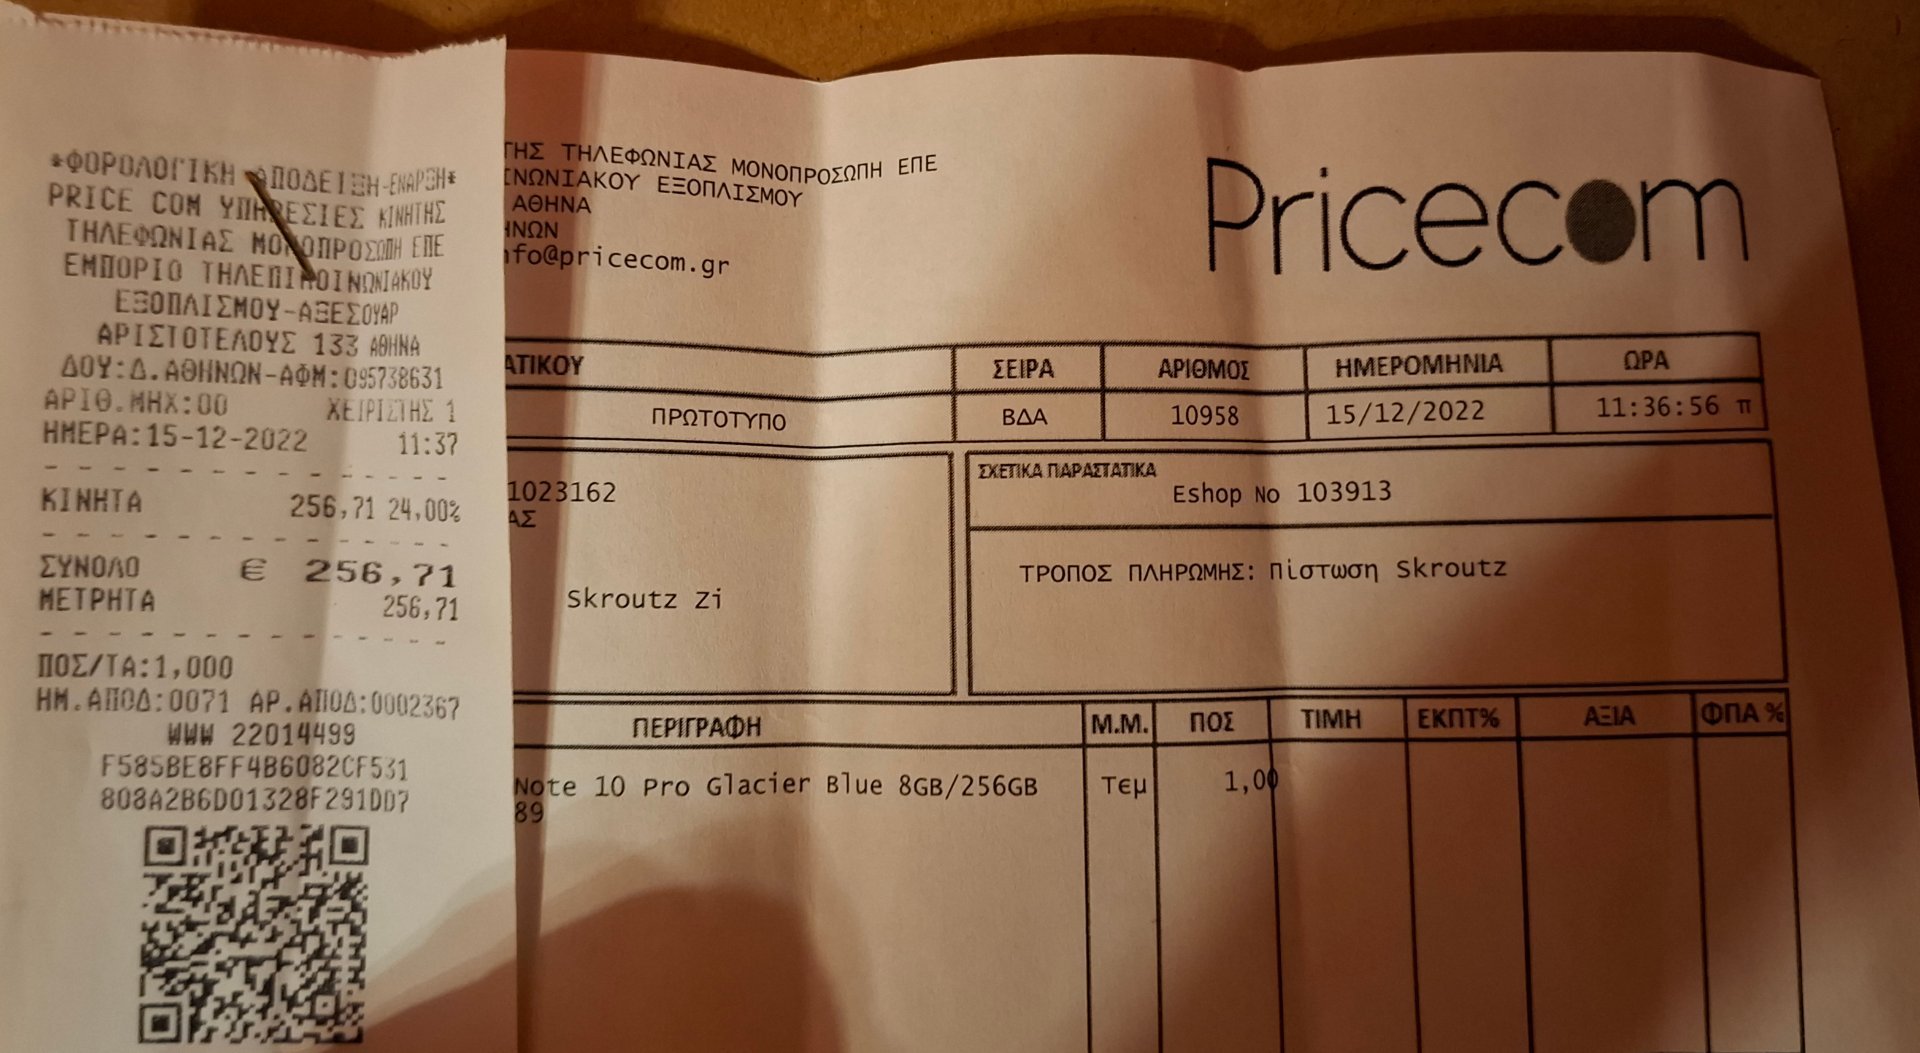 *ΦΟΡΟΛΟΓΙΚΗ ΑΠΟΔΕΙΞΗ-ΕΝΑΡΞΗ*
PRICE COM ΥΠΗΡΕΣΙΕΣ ΚΙΝΗΤΗΣ
ΤΗΛΕΦΩΝΙΑΣ ΜΟΝΟΠΡΟΣΩΠΗ ΕΠΕ
ΕΜΠΟΡΙΟ ΤΗΛΕΠΙΚΟΙΝΩΝΙΑΚΟΥ
ΕΞΟΠΛΙΣΜΟΥ-ΑΞΕΣΟΥΑΡ
ΑΡΙΣΤΟΤΕΛΟΥΣ 133 ΑΘΗΝΑ
ΔΟΥ:Δ.ΑΘΗΝΩΝ-ΑΦΜ:095738631
ΑΡΙΘ.ΜΗΧ:00 ΧΕΙΡΙΣΤΗΣ 1
ΗΜΕΡΑ:15-12-2022 11:37
ΚΙΝΗΤΑ 256,71 24,00%
ΣΥΝΟΛΟ € 256,71
ΜΕΤΡΗΤΑ 256,71
ΠΟΣ/ΤΑ:1,000
ΗΜ.ΑΠΟΔ:0071 ΑΡ.ΑΠΟΔ:0002367
WWW 22014499
F585BE8FF4B6082CF531
808A2B6D01328F291DD7
ΤΗΣ ΤΗΛΕΦΩΝΙΑΣ ΜΟΝΟΠΡΟΣΩΠΗ ΕΠΕ
ΙΝΩΝΙΑΚΟΥ ΕΞΟΠΛΙΣΜΟΥ
ΑΘΗΝΑ
ΗΝΩΝ
nfo@pricecom.gr
Pricecom
ΑΤΙΚΟΥ ΣΕΙΡΑ ΑΡΙΘΜΟΣ ΗΜΕΡΟΜΗΝΙΑ ΩΡΑ
ΠΡΩΤΟΤΥΠΟ ΒΔΑ 10958 15/12/2022 11:36:56 π
1023162
ΑΣ
Skroutz Zi
ΣΧΕΤΙΚΑ ΠΑΡΑΣΤΑΤΙΚΑ
Eshop No 103913
ΤΡΟΠΟΣ ΠΛΗΡΩΜΗΣ: Πίστωση Skroutz
ΠΕΡΙΓΡΑΦΗ Μ.Μ. ΠΟΣ ΤΙΜΗ ΕΚΠΤ% ΑΞΙΑ ΦΠΑ %
Note 10 Pro Glacier Blue 8GB/256GB Τεμ 1,00
89